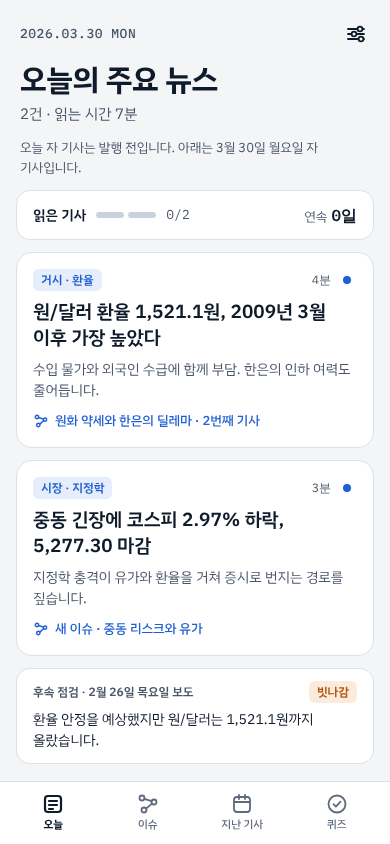 2026.03.30 MON
오늘의 주요 뉴스
2건 · 읽는 시간 7분
오늘 자 기사는 발행 전입니다. 아래는 3월 30일 월요일 자
기사입니다.
읽은 기사 0/2 연속 0일
거시 · 환율 4분
원/달러 환율 1,521.1원, 2009년 3월
이후 가장 높았다
수입 물가와 외국인 수급에 함께 부담. 한은의 인하 여력도
줄어듭니다.
원화 약세와 한은의 딜레마 · 2번째 기사
시장 · 지정학 3분
중동 긴장에 코스피 2.97% 하락,
5,277.30 마감
지정학 충격이 유가와 환율을 거쳐 증시로 번지는 경로를
짚습니다.
새 이슈 · 중동 리스크와 유가
후속 점검 · 2월 26일 목요일 보도 빗나감
환율 안정을 예상했지만 원/달러는 1,521.1원까지
올랐습니다.
오늘 이슈 지난 기사 퀴즈